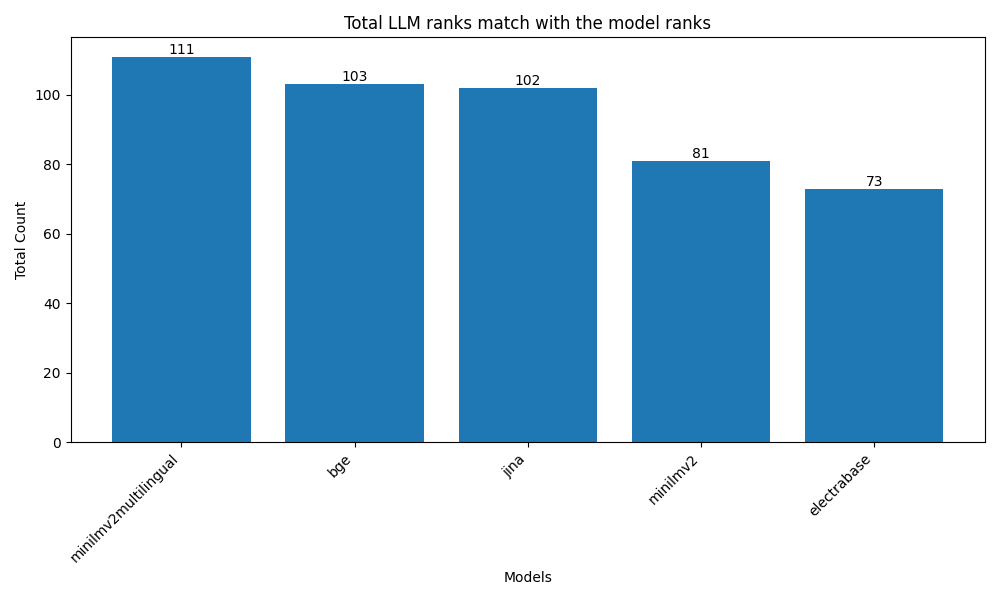 Total LLM ranks match with the model ranks
111
103
102
81
73
Total Count
100
80
60
40
20
0
minilmv2multilingual
bge
jina
minilmv2
electrabase
Models